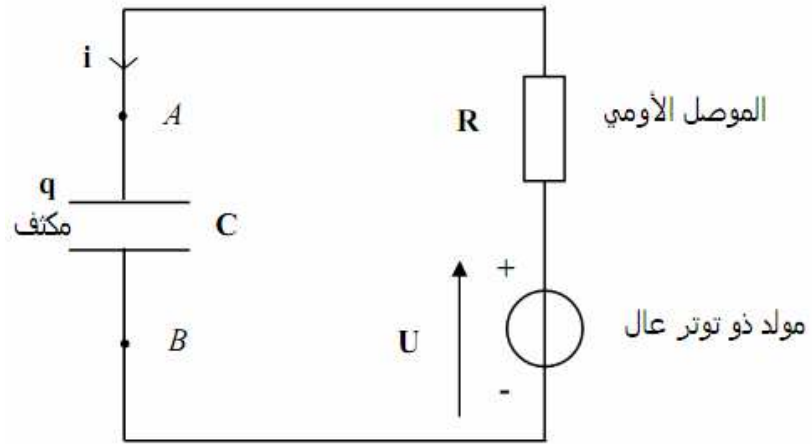 i
A
R
الموصل الأومي
q
مكثف
C
+
B
U
مولد ذو توتر عال
-